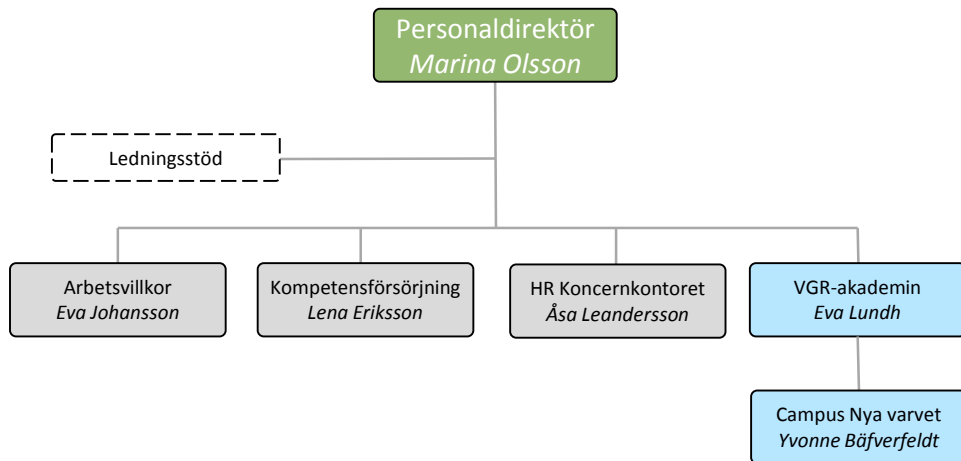 Personaldirektör
Marina Olsson
Ledningsstöd
Arbetsvillkor
Eva Johansson
Kompetensförsörjning
Lena Eriksson
HR Koncernkontoret
Åsa Leandersson
VGR-akademin
Eva Lundh
Campus Nya varvet
Yvonne Bäfverfeldt